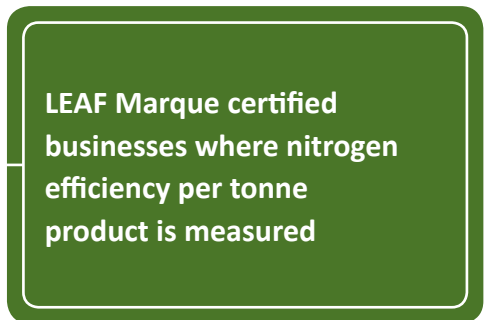 LEAF Marque certified
businesses where nitrogen
efficiency per tonne
product is measured